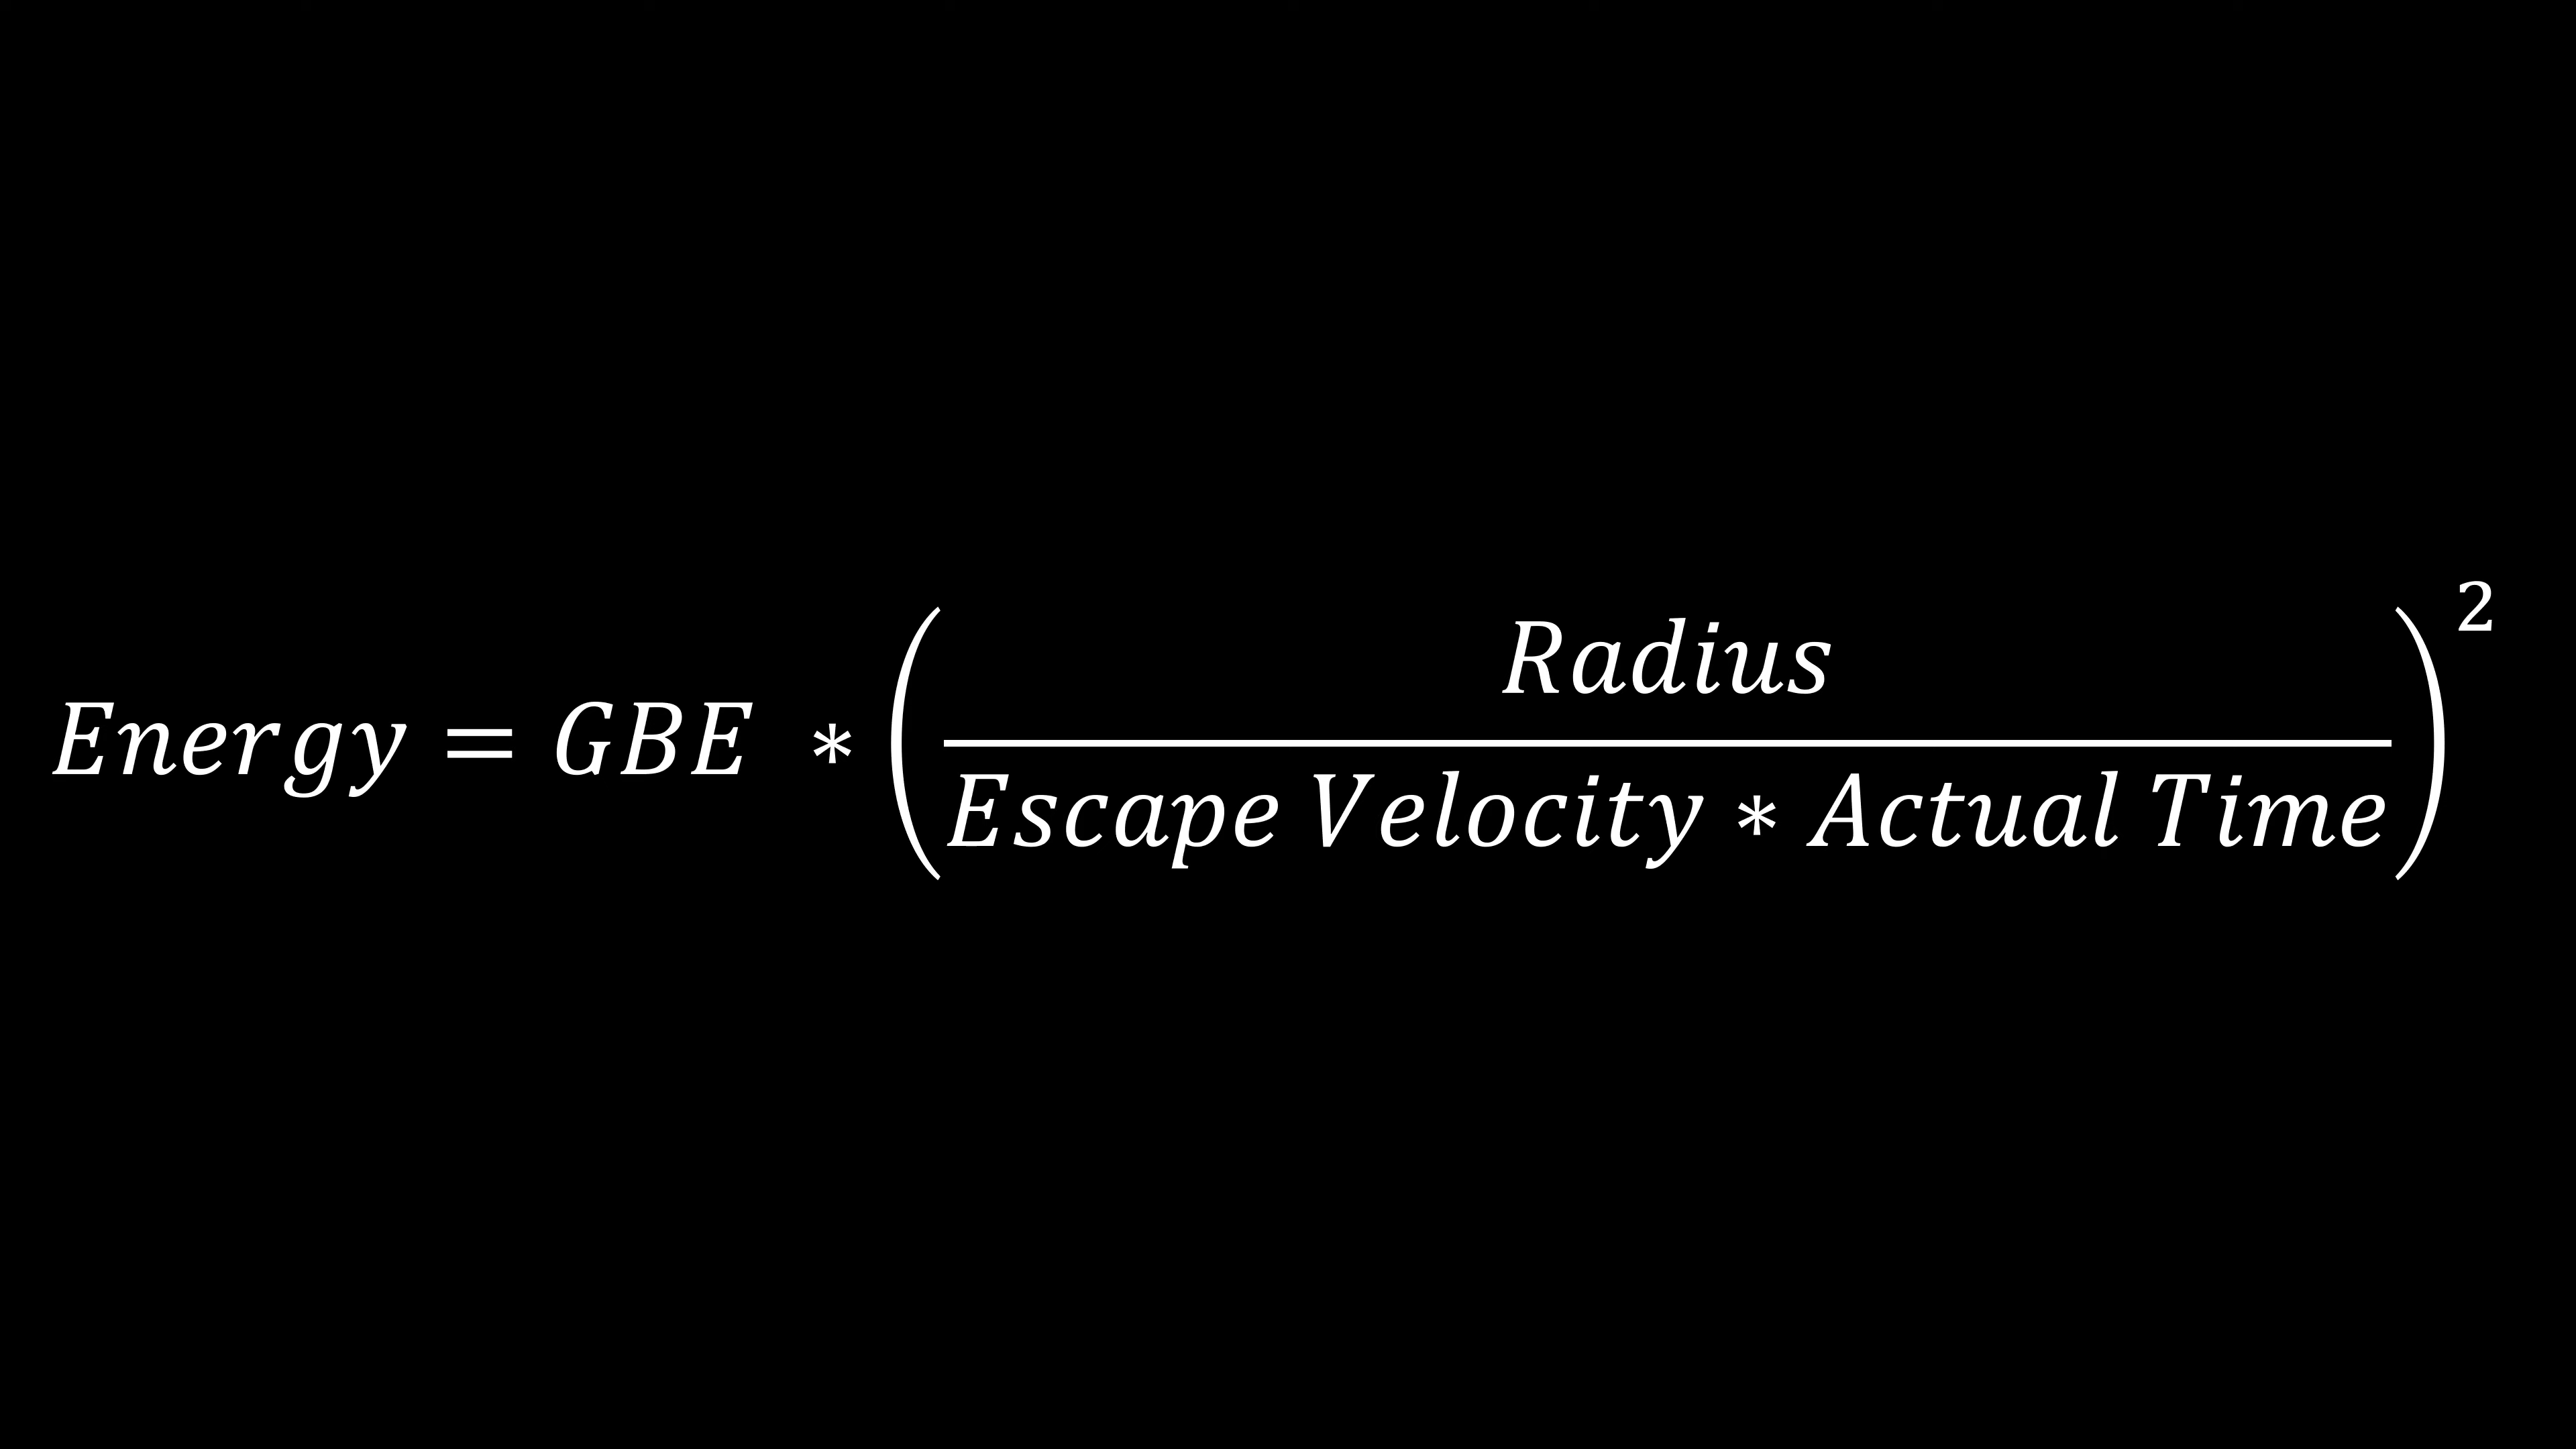 Energy = GBE * (Radius / Escape Velocity * Actual Time)²